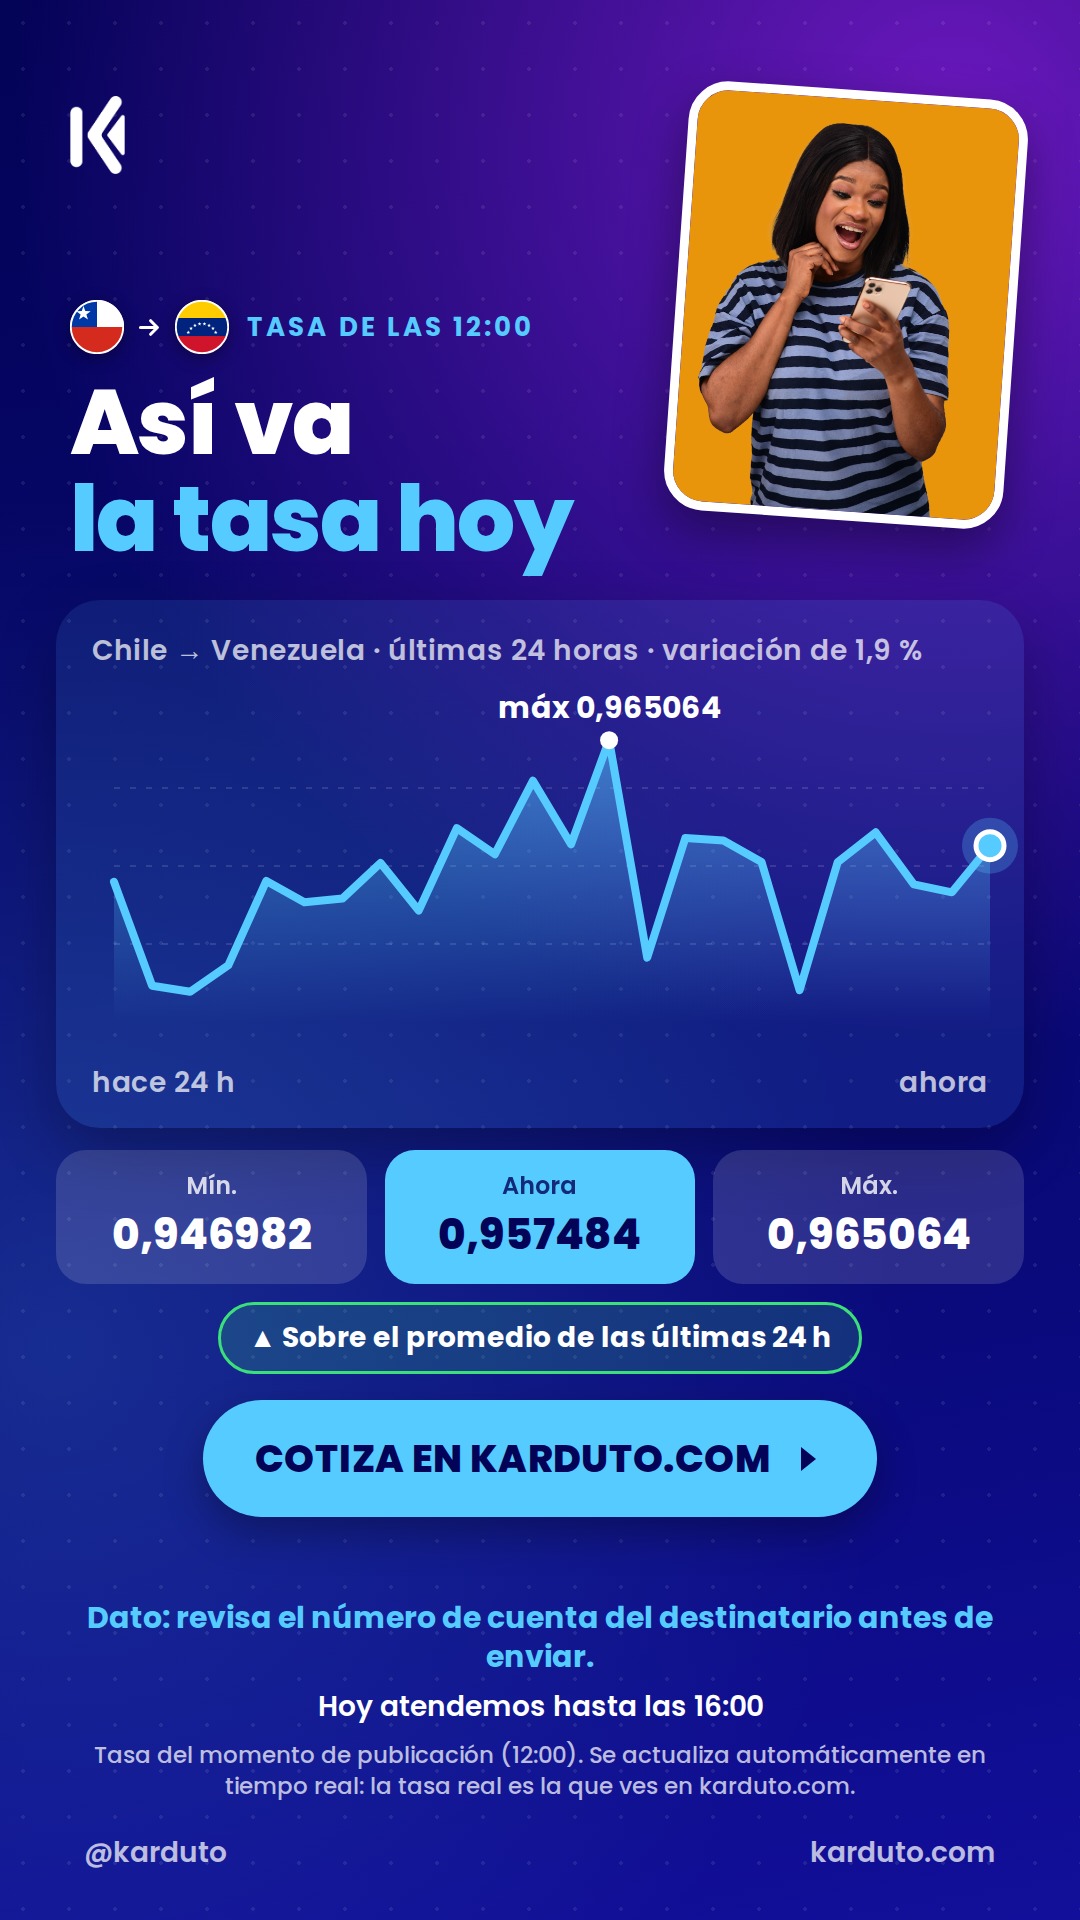 TASA DE LAS 12:00
Así va
la tasa hoy
Chile → Venezuela · últimas 24 horas · variación de 1,9 %
máx 0,965064
hace 24 h
ahora
Mín.
0,946982
Ahora
0,957484
Máx.
0,965064
▲ Sobre el promedio de las últimas 24 h
COTIZA EN KARDUTO.COM
Dato: revisa el número de cuenta del destinatario antes de
enviar.
Hoy atendemos hasta las 16:00
Tasa del momento de publicación (12:00). Se actualiza automáticamente en
tiempo real: la tasa real es la que ves en karduto.com.
@karduto
karduto.com